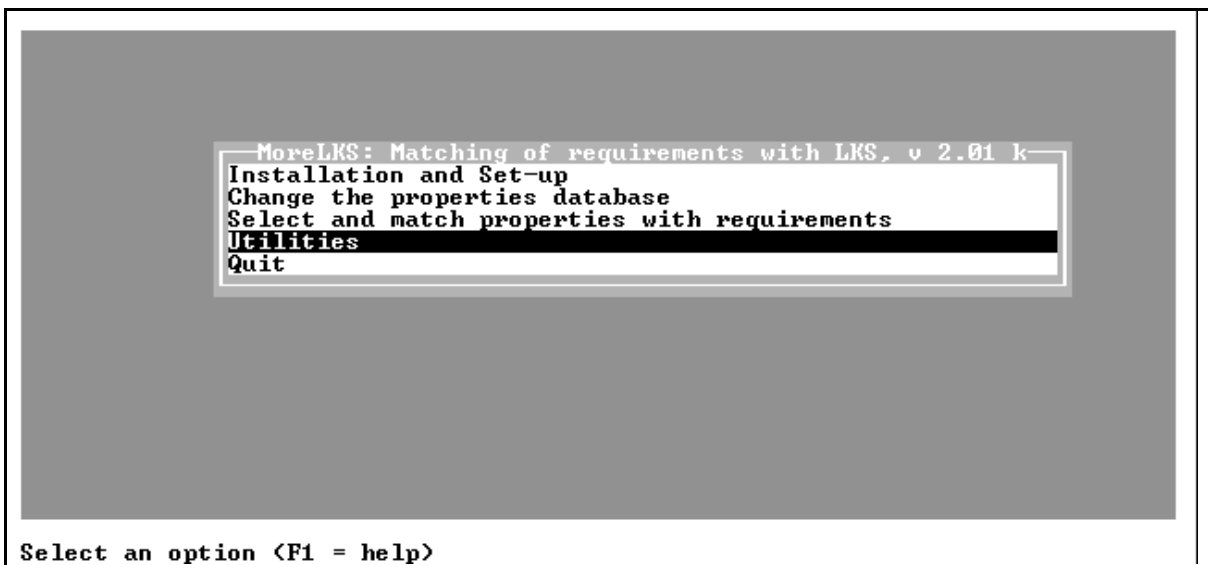 MoreLKS: Matching of requirements with LKS, v 2.01 k
Installation and Set-up
Change the properties database
Select and match properties with requirements
Utilities
Quit
Select an option (F1 = help)